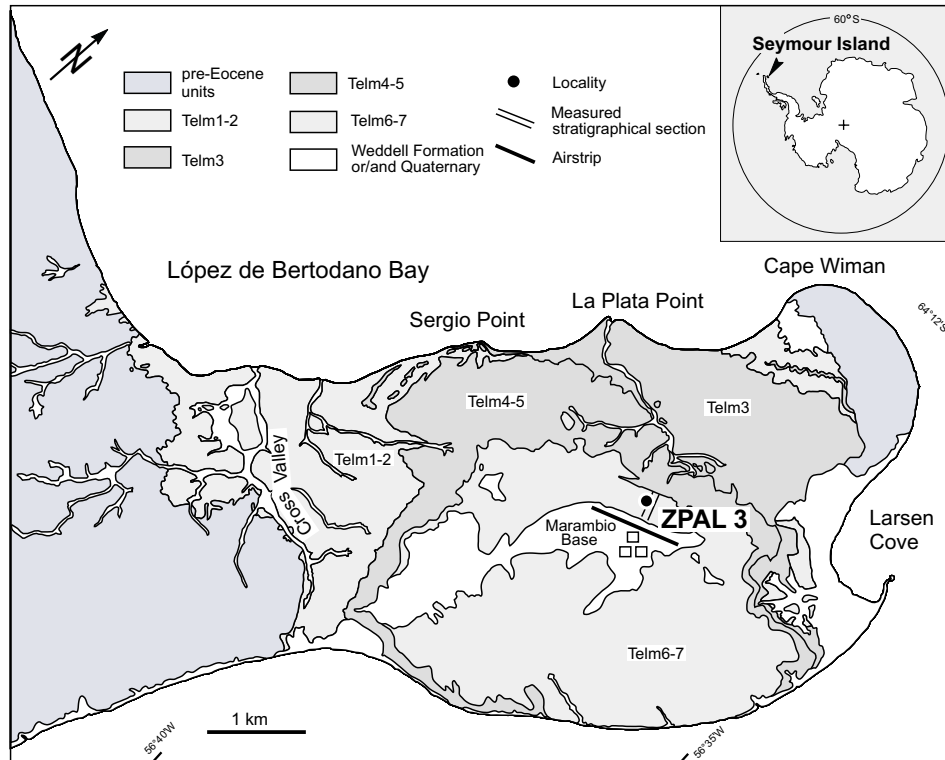 N
60°S
Seymour Island
pre-Eocene
units
Telm4-5
Locality
Telm1-2
Telm6-7
Measured
stratigraphical section
Telm3
Weddell Formation
or/and Quaternary
Airstrip
López de Bertodano Bay
Cape Wiman
La Plata Point
Sergio Point
64°12'S
Telm4-5
Telm3
Telm1-2
Cross Valley
ZPAL 3
Marambio
Base
Larsen
Cove
Telm6-7
1 km
56°40'W
56°35'W